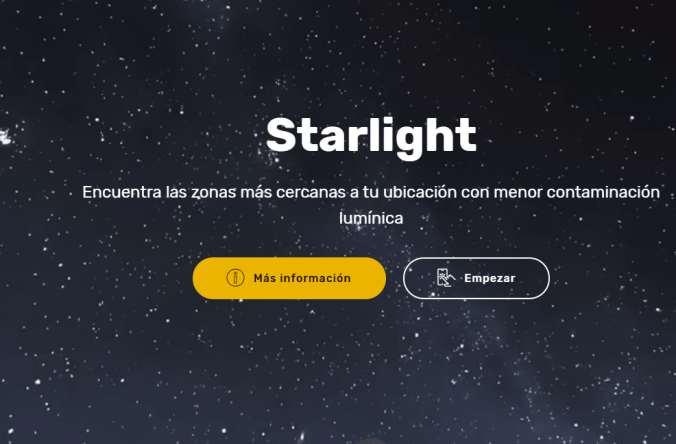 Starlight
Encuentra las zonas más cercanas a tu ubicación con menor contaminación
lumínica
Más información
Empezar